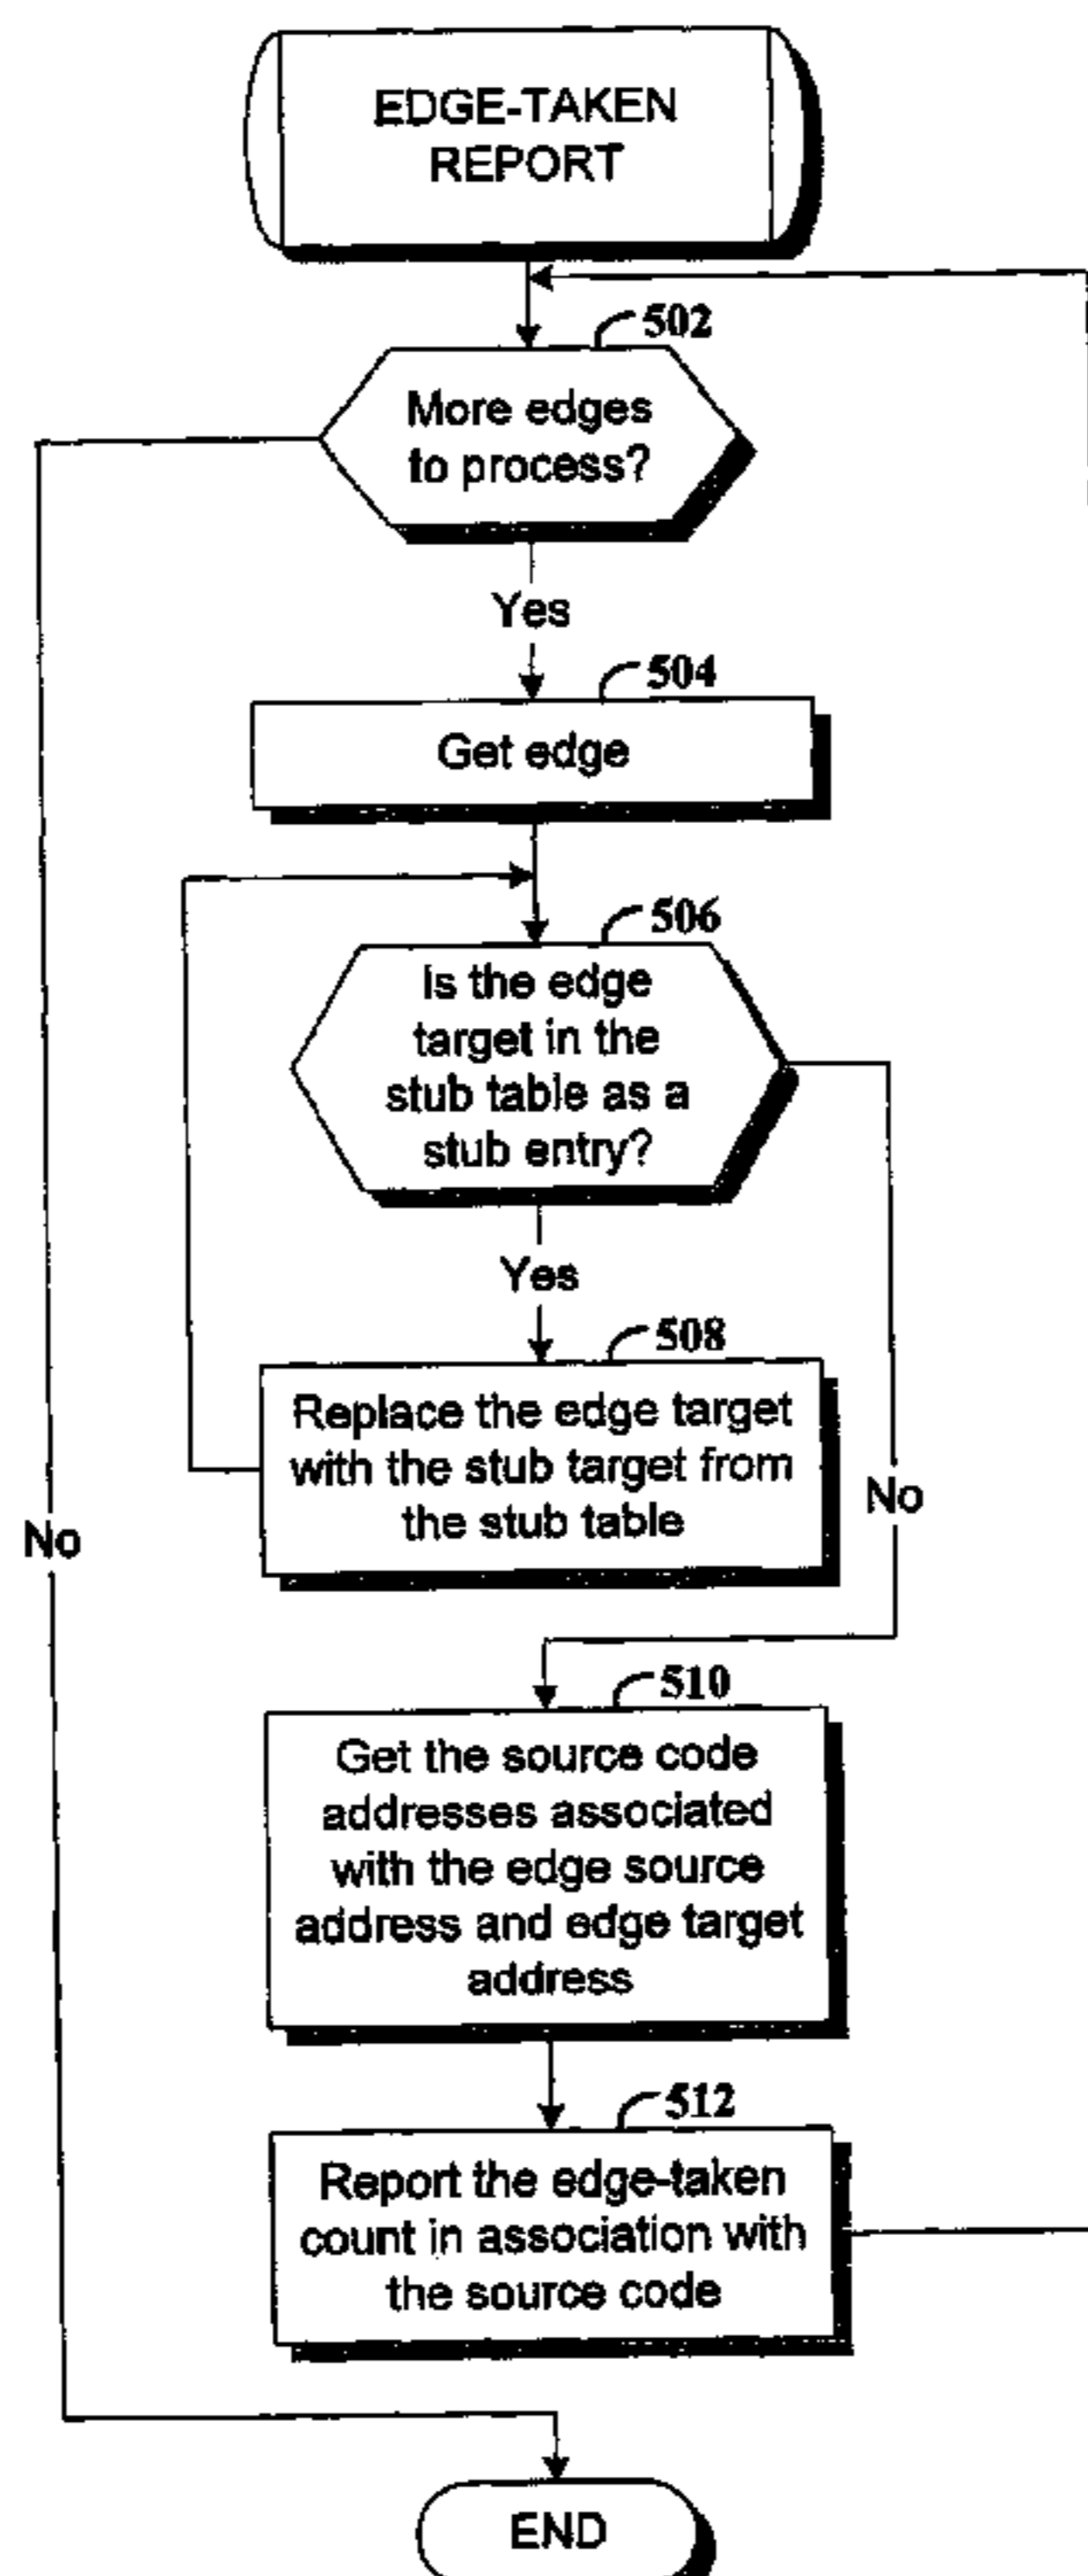 EDGE-TAKEN
REPORT
502
More edges
to process?
Yes
504
Get edge
506
Is the edge
target in the
stub table as a
stub entry?
Yes
508
Replace the edge target
with the stub target from
the stub table
No
No
510
Get the source code
addresses associated
with the edge source
address and edge target
address
512
Report the edge-taken
count in association with
the source code
END